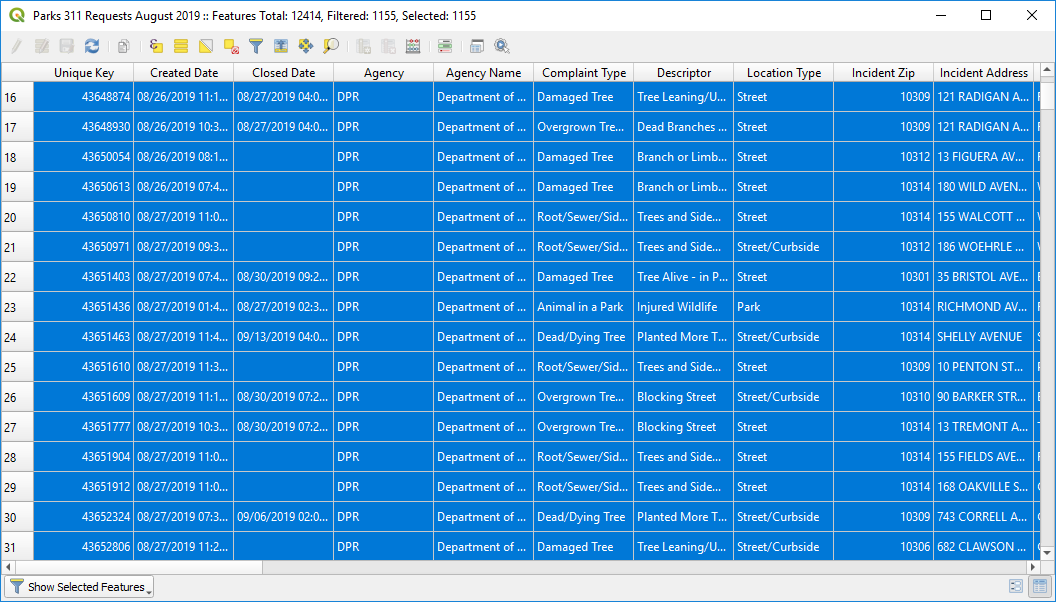 Parks 311 Requests August 2019 :: Features Total: 12414, Filtered: 1155, Selected: 1155
Unique Key Created Date Closed Date Agency Agency Name Complaint Type Descriptor Location Type Incident Zip Incident Address
16 43648874 08/26/2019 11:1... 08/27/2019 04:0... DPR Department of ... Damaged Tree Tree Leaning/U... Street 10309 121 RADIGAN A...
17 43648930 08/26/2019 10:3... 08/27/2019 04:0... DPR Department of ... Overgrown Tre... Dead Branches ... Street 10309 121 RADIGAN A...
18 43650054 08/26/2019 08:1... DPR Department of ... Damaged Tree Branch or Limb... Street 10312 13 FIGUERA AV...
19 43650613 08/26/2019 07:4... DPR Department of ... Damaged Tree Branch or Limb... Street 10314 180 WILD AVEN...
20 43650810 08/27/2019 11:0... DPR Department of ... Root/Sewer/Sid... Trees and Side... Street 10314 155 WALCOTT ...
21 43650971 08/27/2019 09:3... DPR Department of ... Root/Sewer/Sid... Trees and Side... Street/Curbside 10312 186 WOEHRLE ...
22 43651403 08/27/2019 07:4... 08/30/2019 09:2... DPR Department of ... Damaged Tree Tree Alive - in P... Street 10301 35 BRISTOL AVE...
23 43651436 08/27/2019 01:4... 08/27/2019 02:3... DPR Department of ... Animal in a Park Injured Wildlife Park 10314 RICHMOND AV...
24 43651463 08/27/2019 11:4... 09/13/2019 04:0... DPR Department of ... Dead/Dying Tree Planted More T... Street/Curbside 10314 SHELLY AVENUE
25 43651610 08/27/2019 11:3... DPR Department of ... Root/Sewer/Sid... Trees and Side... Street 10309 10 PENTON ST...
26 43651609 08/27/2019 11:1... 08/30/2019 07:2... DPR Department of ... Overgrown Tre... Blocking Street Street/Curbside 10310 90 BARKER STR...
27 43651777 08/27/2019 10:3... 08/30/2019 07:2... DPR Department of ... Overgrown Tre... Blocking Street Street 10314 13 TREMONT A...
28 43651904 08/27/2019 11:0... DPR Department of ... Root/Sewer/Sid... Trees and Side... Street 10314 155 FIELDS AVE...
29 43651912 08/27/2019 11:0... DPR Department of ... Root/Sewer/Sid... Trees and Side... Street 10314 168 OAKVILLE S...
30 43652324 08/27/2019 07:3... 09/06/2019 02:0... DPR Department of ... Dead/Dying Tree Planted More T... Street/Curbside 10309 743 CORRELL A...
31 43652806 08/27/2019 11:2... DPR Department of ... Damaged Tree Tree Leaning/U... Street/Curbside 10306 682 CLAWSON ...
Show Selected Features